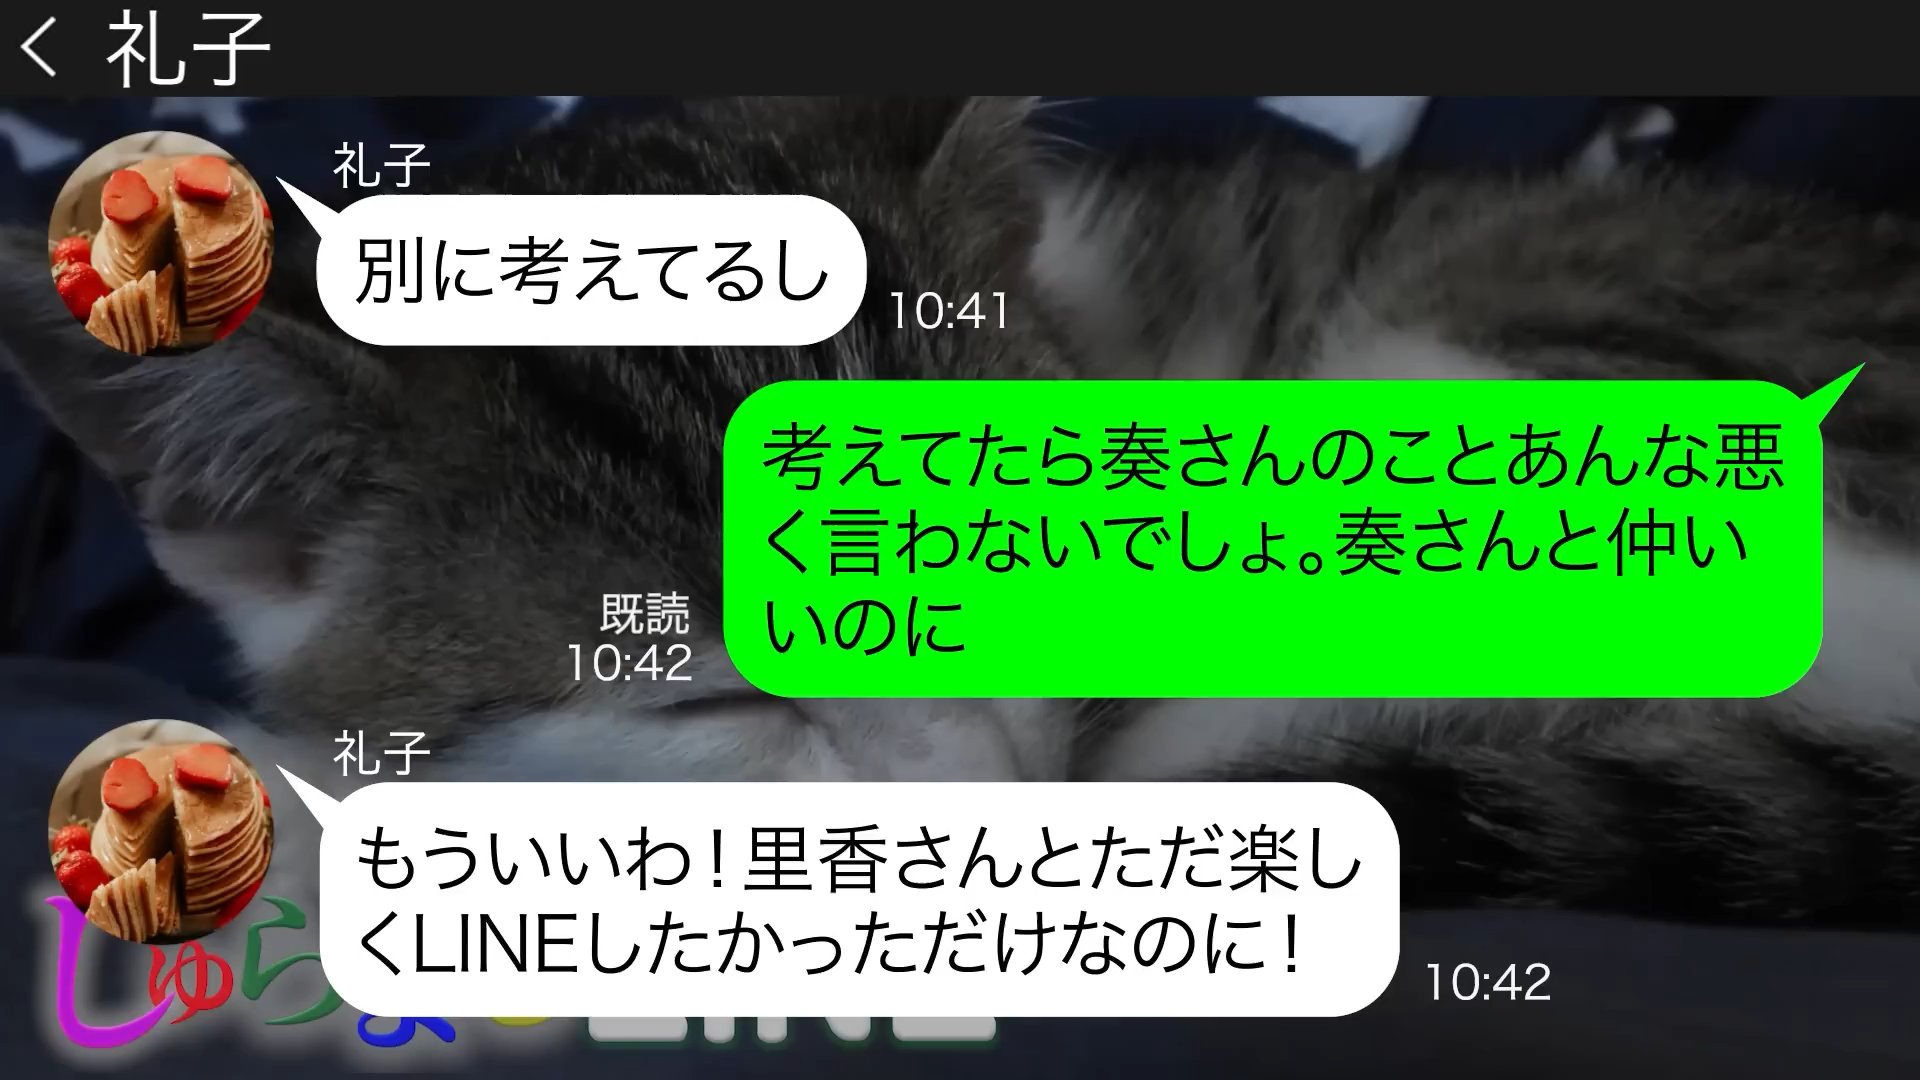 礼子
礼子
別に考えてるし
10:41
考えてたら奏さんのことあんな悪
く言わないでしょ。奏さんと仲い
いのに
既読
10:42
礼子
もういいわ！里香さんとただ楽し
くLINEしたかっただけなのに！
10:42
しゅら
LINE